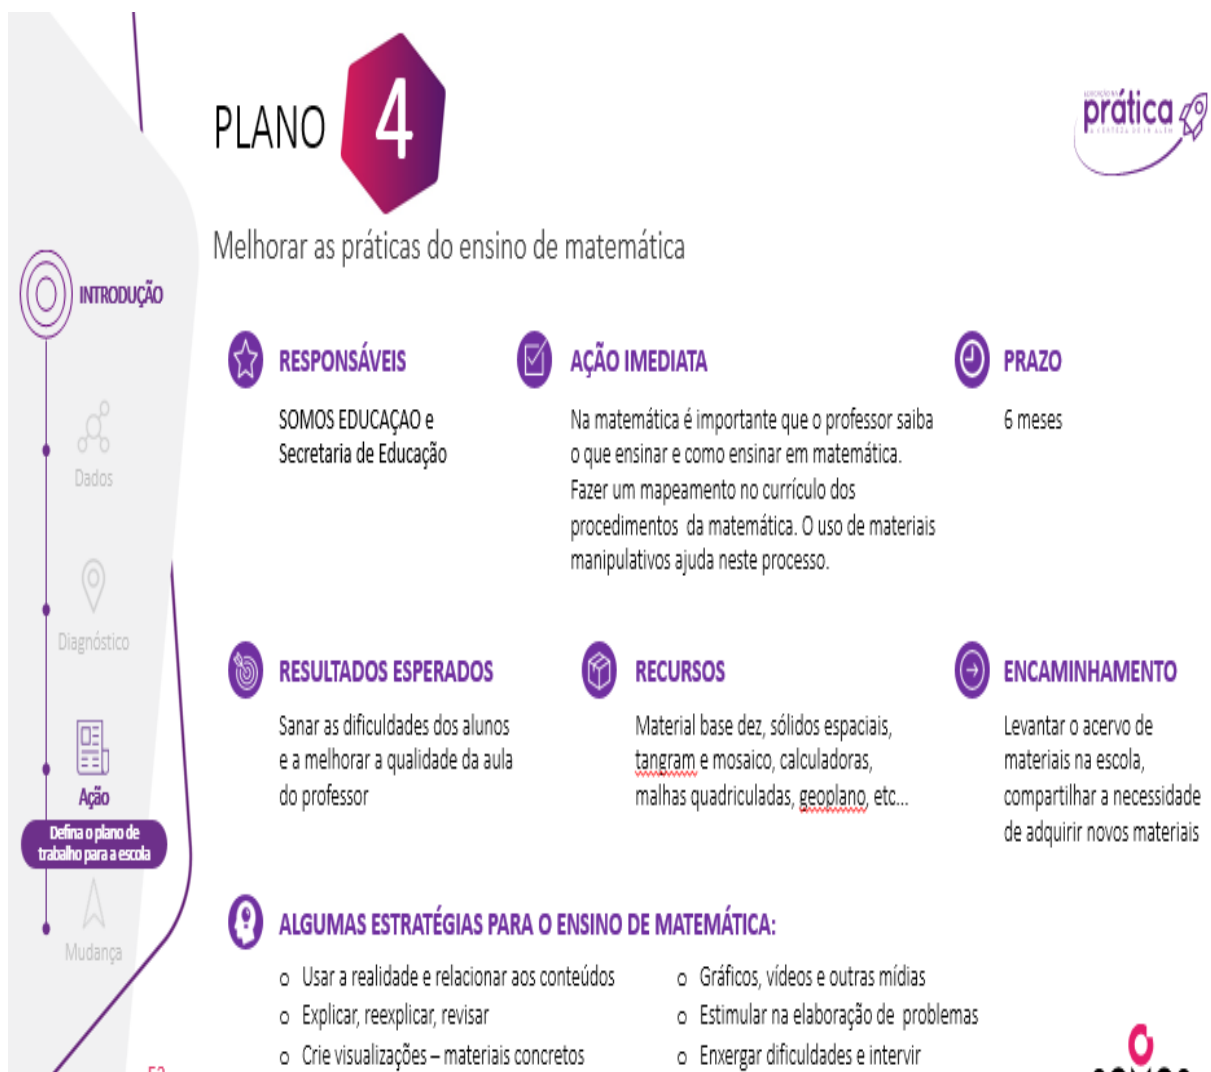 PLANO 4
prática
Melhorar as práticas do ensino de matemática
INTRODUÇÃO
Dados
Diagnóstico
Ação
Defina o plano de
trabalho para a escola
Mudança
RESPONSÁVEIS
SOMOS EDUCAÇAO e
Secretaria de Educação
AÇÃO IMEDIATA
Na matemática é importante que o professor saiba
o que ensinar e como ensinar em matemática.
Fazer um mapeamento no currículo dos
procedimentos da matemática. O uso de materiais
manipulativos ajuda neste processo.
PRAZO
6 meses
RESULTADOS ESPERADOS
Sanar as dificuldades dos alunos
e a melhorar a qualidade da aula
do professor
RECURSOS
Material base dez, sólidos espaciais,
tangram e mosaico, calculadoras,
malhas quadriculadas, geoplano, etc...
ENCAMINHAMENTO
Levantar o acervo de
materiais na escola,
compartilhar a necessidade
de adquirir novos materiais
ALGUMAS ESTRATÉGIAS PARA O ENSINO DE MATEMÁTICA:
o Usar a realidade e relacionar aos conteúdos
o Explicar, reexplicar, revisar
o Crie visualizações – materiais concretos
o Gráficos, vídeos e outras mídias
o Estimular na elaboração de problemas
o Enxergar dificuldades e intervir